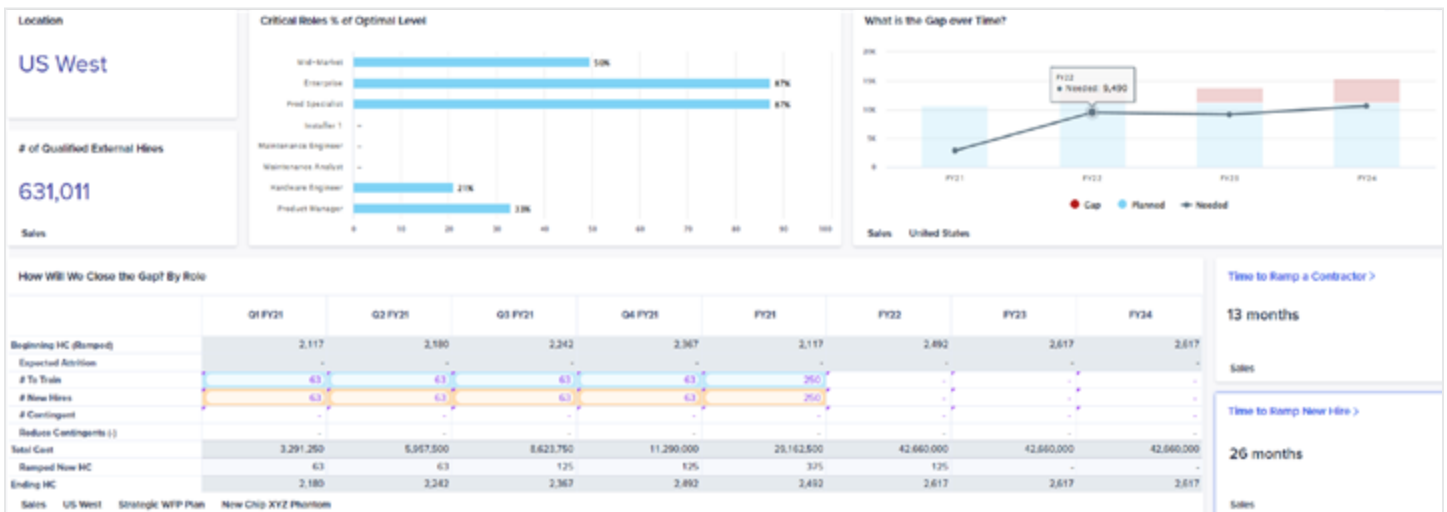 Location
US West
# of Qualified External Hires
631,011
Sales
Critical Roles % of Optimal Level
Mid-Market 50%
Enterprise 87%
Prod Specialist 87%
Installer 1 -
Maintenance Engineer -
Maintenance Analyst -
Hardware Engineer 21%
Product Manager 33%
0 10 20 30 40 50 60 70 80 90 100
What is the Gap over Time?
20K
15K
10K
5K
0
FY22
Needed: 9,490
FY21 FY22 FY23 FY24
Gap Planned Needed
Sales United States
How Will We Close the Gap? By Role
Q1 FY21 Q2 FY21 Q3 FY21 Q4 FY21 FY21 FY22 FY23 FY24
Beginning HC (Ramped) 2,117 2,180 2,242 2,367 2,117 2,492 2,617 2,617
Expected Attrition - - - - - - - -
# To Train 63 63 63 63 250 - - -
# New Hires 63 63 63 63 250 - - -
# Contingent - - - - - - - -
Reduce Contingents (-) - - - - - - - -
Total Cost 3,291,250 5,957,500 8,623,750 11,290,000 29,162,500 42,660,000 42,660,000 42,660,000
Ramped New HC 63 63 125 125 375 125 - -
Ending HC 2,180 2,242 2,367 2,492 2,492 2,617 2,617 2,617
Sales US West Strategic WFP Plan New Chip XYZ Phantom
Time to Ramp a Contractor >
13 months
Sales
Time to Ramp New Hire >
26 months
Sales